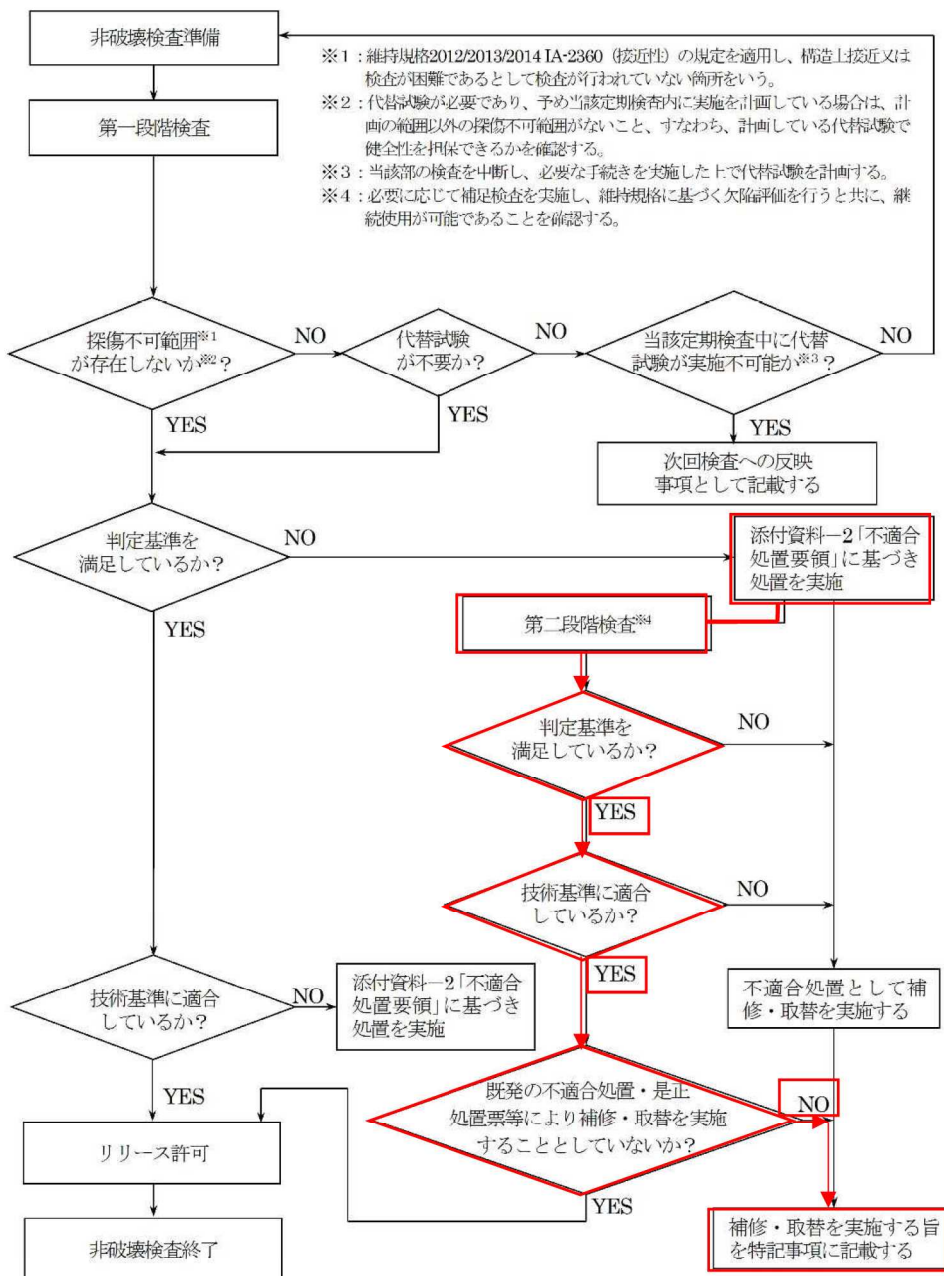 非破壊検査準備
※1：維持規格2012/2013/2014 IA-2360（接近性）の規定を適用し、構造上接近又は
検査が困難であるとして検査が行われていない箇所をいう。
※2：代替試験が必要であり、予め当該定期検査内に実施を計画している場合は、計
画の範囲以外の探傷不可範囲がないこと、すなわち、計画している代替試験で
健全性を担保できるかを確認する。
※3：当該部の検査を中断し、必要な手続きを実施した上で代替試験を計画する。
※4：必要に応じて補足検査を実施し、維持規格に基づく欠陥評価を行うと共に、継
続使用が可能であることを確認する。
第一段階検査
探傷不可範囲※1
が存在しないか※2？
NO
代替試験
が不要か？
NO
当該定期検査中に代替
試験が実施不可能か※3？
NO
YES
YES
YES
次回検査への反映
事項として記載する
判定基準を
満足しているか？
NO
添付資料－2「不適合
処置要領」に基づき
処置を実施
YES
第二段階検査※4
判定基準を
満足しているか？
NO
YES
技術基準に適合
しているか？
NO
YES
技術基準に適合
しているか？
NO
添付資料－2「不適合
処置要領」に基づき
処置を実施
不適合処置として補
修・取替を実施する
YES
既発の不適合処置・是正
処置票等により補修・取替を実施
することとしていないか？
NO
YES
リリース許可
補修・取替を実施する旨
を特記事項に記載する
非破壊検査終了